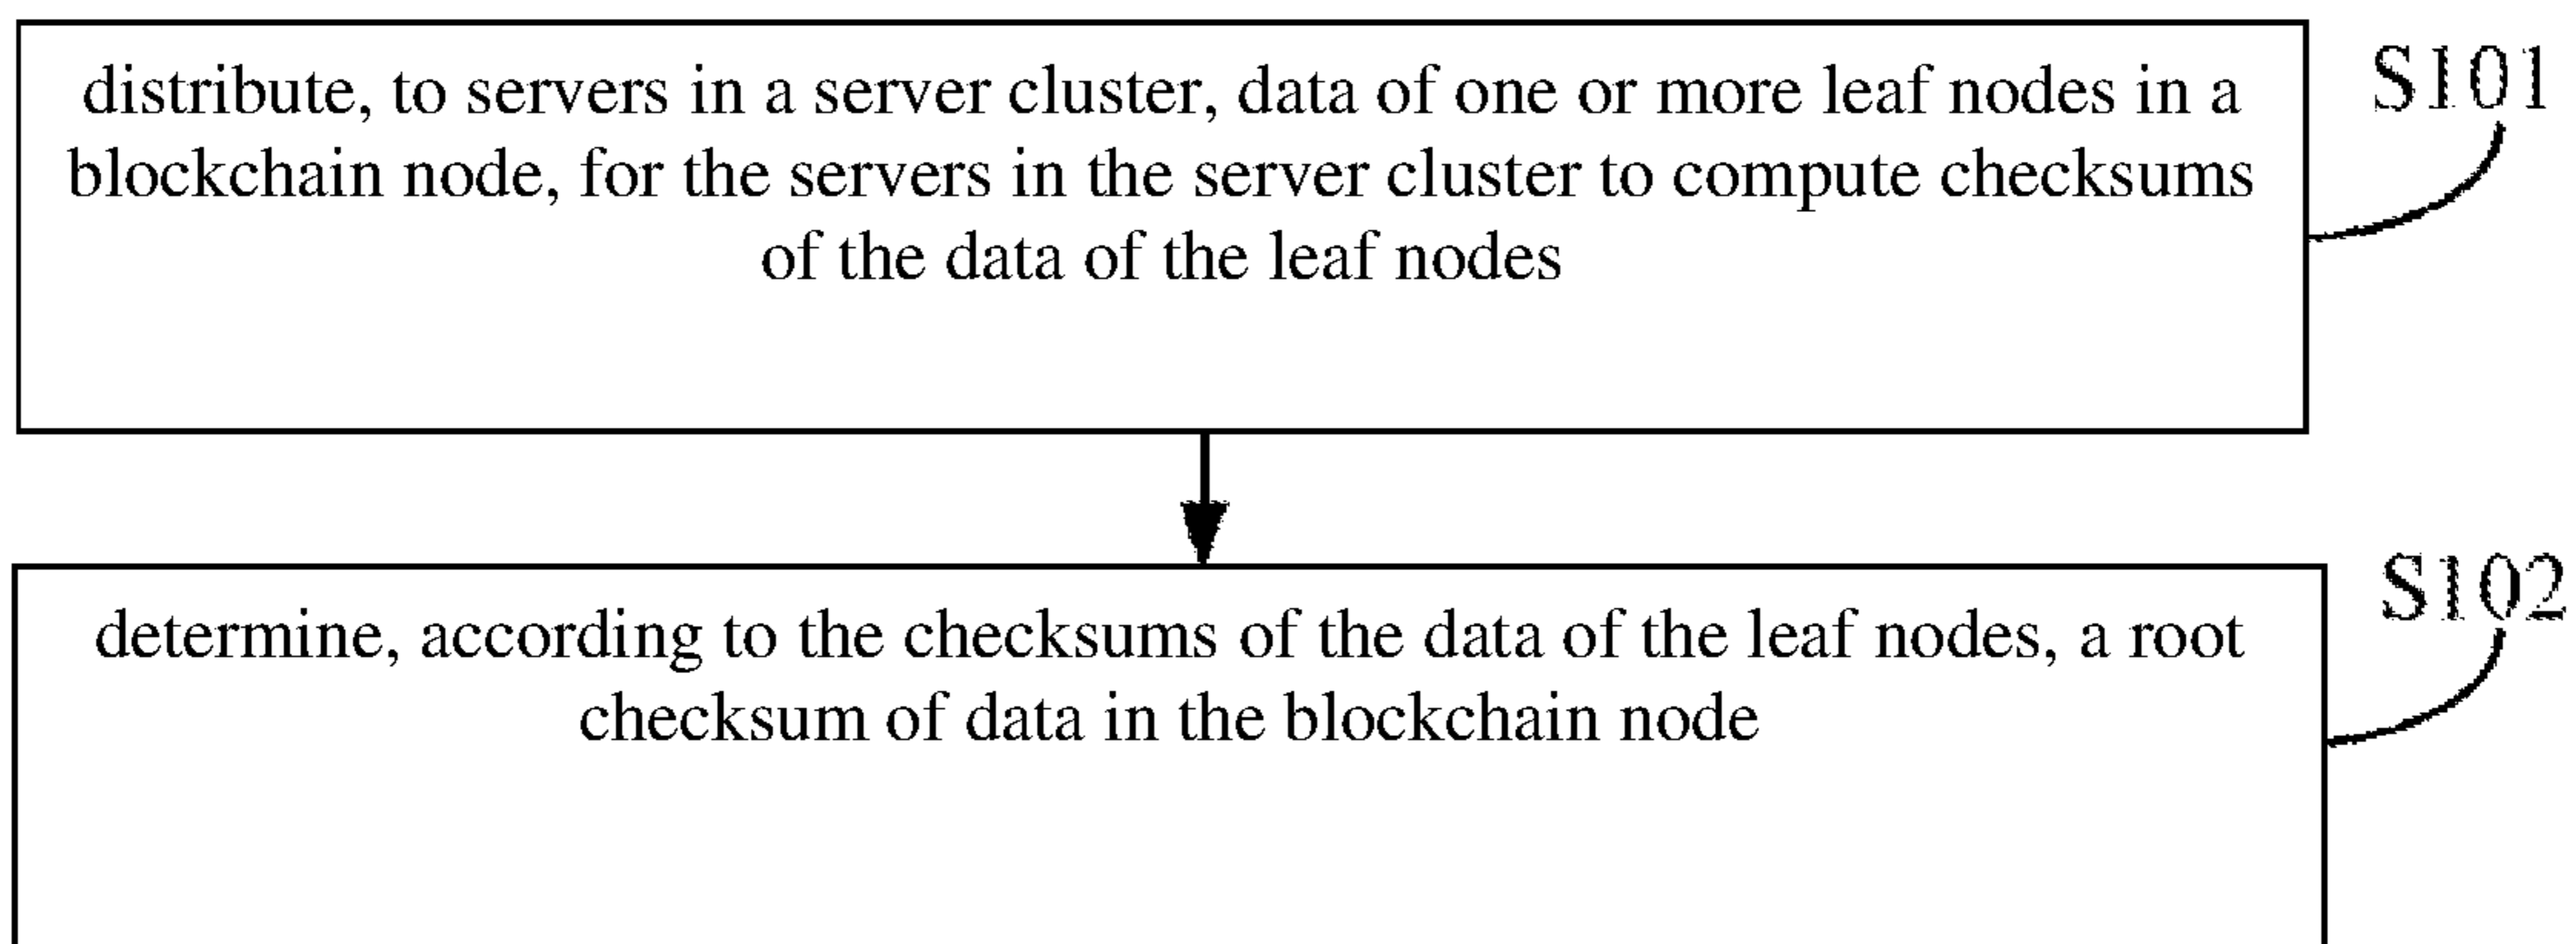 distribute, to servers in a server cluster, data of one or more leaf nodes in a
blockchain node, for the servers in the server cluster to compute checksums
of the data of the leaf nodes
S101
determine, according to the checksums of the data of the leaf nodes, a root
checksum of data in the blockchain node
S102